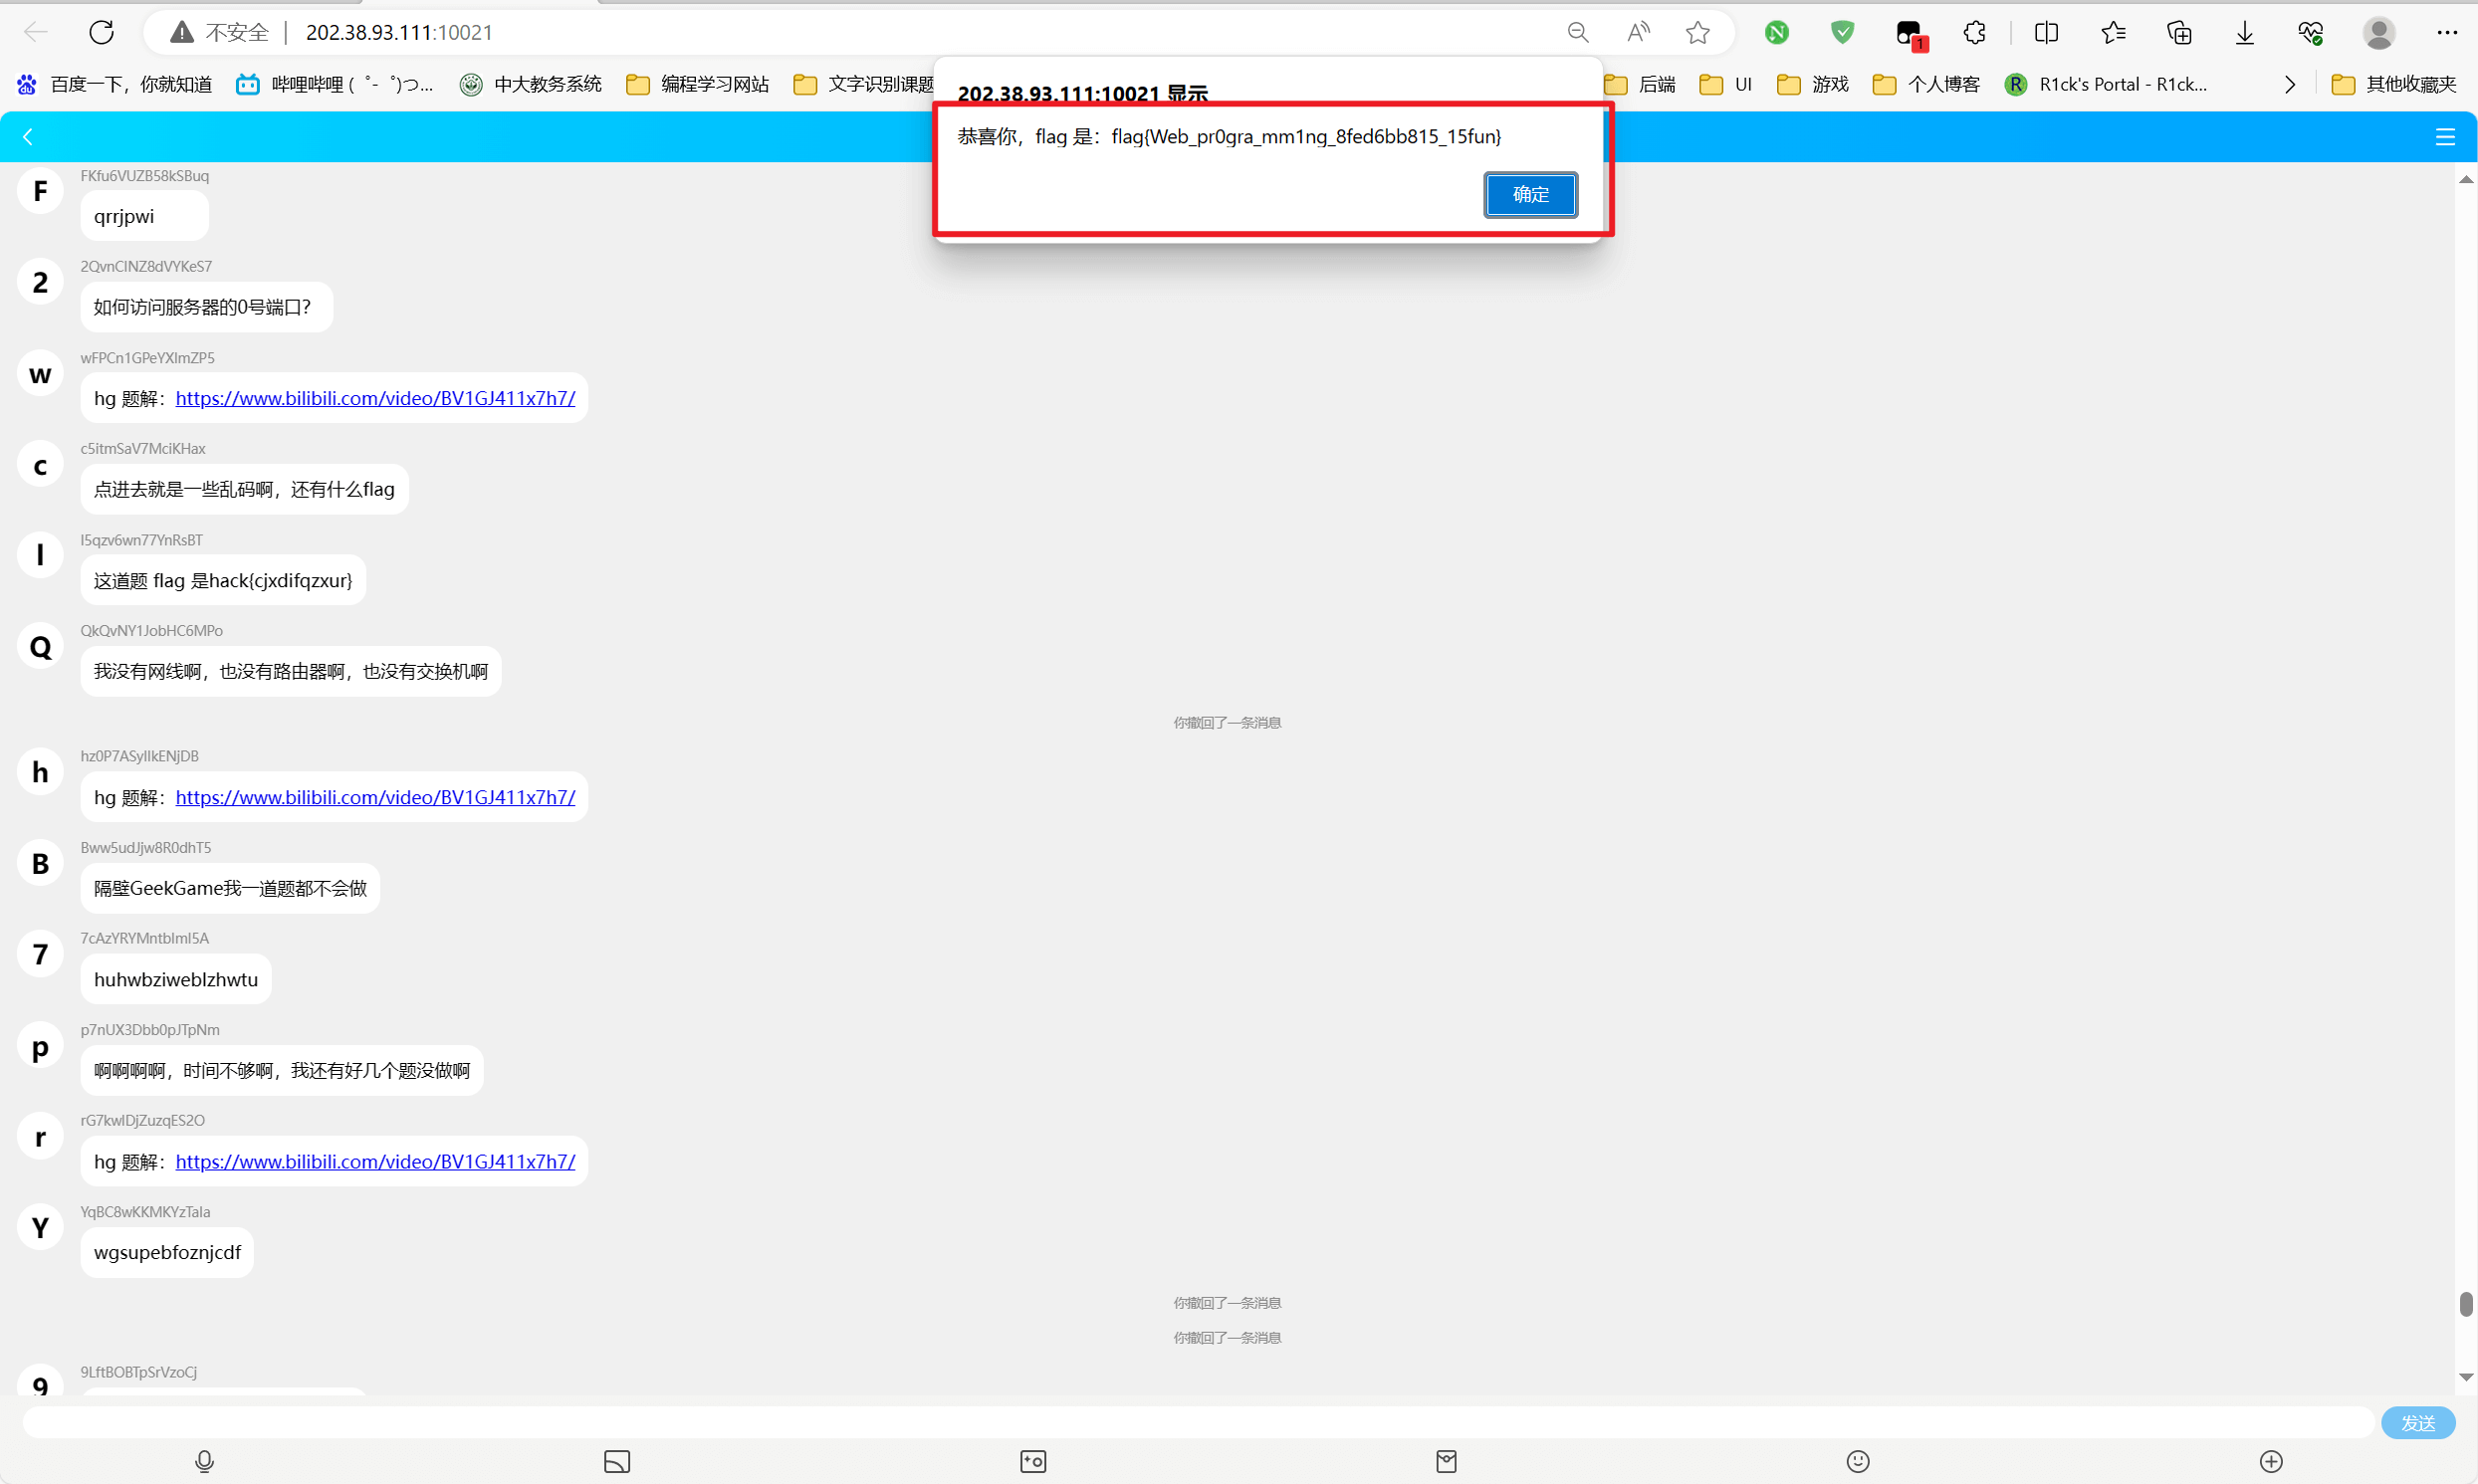 不安全 | 202.38.93.111:10021
百度一下，你就知道
哔哩哔哩 ( ゜- ゜)つ...
中大教务系统
编程学习网站
文字识别课题
后端
UI
游戏
个人博客
R1ck's Portal - R1ck...
其他收藏夹
202.38.93.111:10021 显示
恭喜你，flag 是：flag{Web_pr0gra_mm1ng_8fed6bb815_15fun}
确定
F
FKfu6VUZB58kSBuq
qrrjpwi
2
2QvnCINZ8dVYKeS7
如何访问服务器的0号端口？
w
wFPCn1GPeYXlmZP5
hg 题解：https://www.bilibili.com/video/BV1GJ411x7h7/
c
c5itmSaV7MciKHax
点进去就是一些乱码啊，还有什么flag
l
l5qzv6wn77YnRsBT
这道题 flag 是hack{cjxdifqzxur}
Q
QkQvNY1JobHC6MPo
我没有网线啊，也没有路由器啊，也没有交换机啊
你撤回了一条消息
h
hz0P7ASyIlkENjDB
hg 题解：https://www.bilibili.com/video/BV1GJ411x7h7/
B
Bww5udJjw8R0dhT5
隔壁GeekGame我一道题都不会做
7
7cAzYRYMntblmI5A
huhwbziweblzhwtu
p
p7nUX3Dbb0pJTpNm
啊啊啊啊，时间不够啊，我还有好几个题没做啊
r
rG7kwIDjZuzqES2O
hg 题解：https://www.bilibili.com/video/BV1GJ411x7h7/
Y
YqBC8wKKMKYzTala
wgsupebfoznjcdf
你撤回了一条消息
你撤回了一条消息
9
9LftBOBTpSrVzoCj
发送